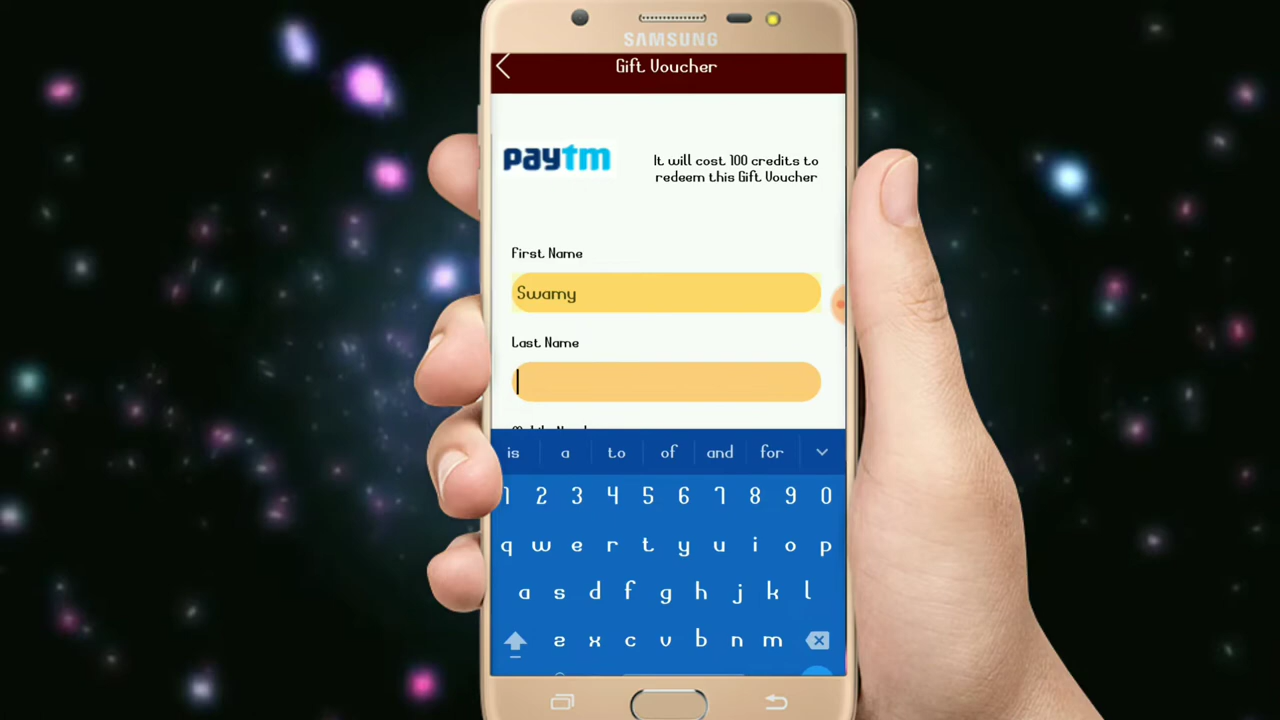 SAMSUNG
Gift Voucher
paytm
It will cost 100 credits to
redeem this Gift Voucher
First Name
Swamy
Last Name
is a to of and for
1 2 3 4 5 6 7 8 9 0
q w e r t y u i o p
a s d f g h j k l
z x c v b n m